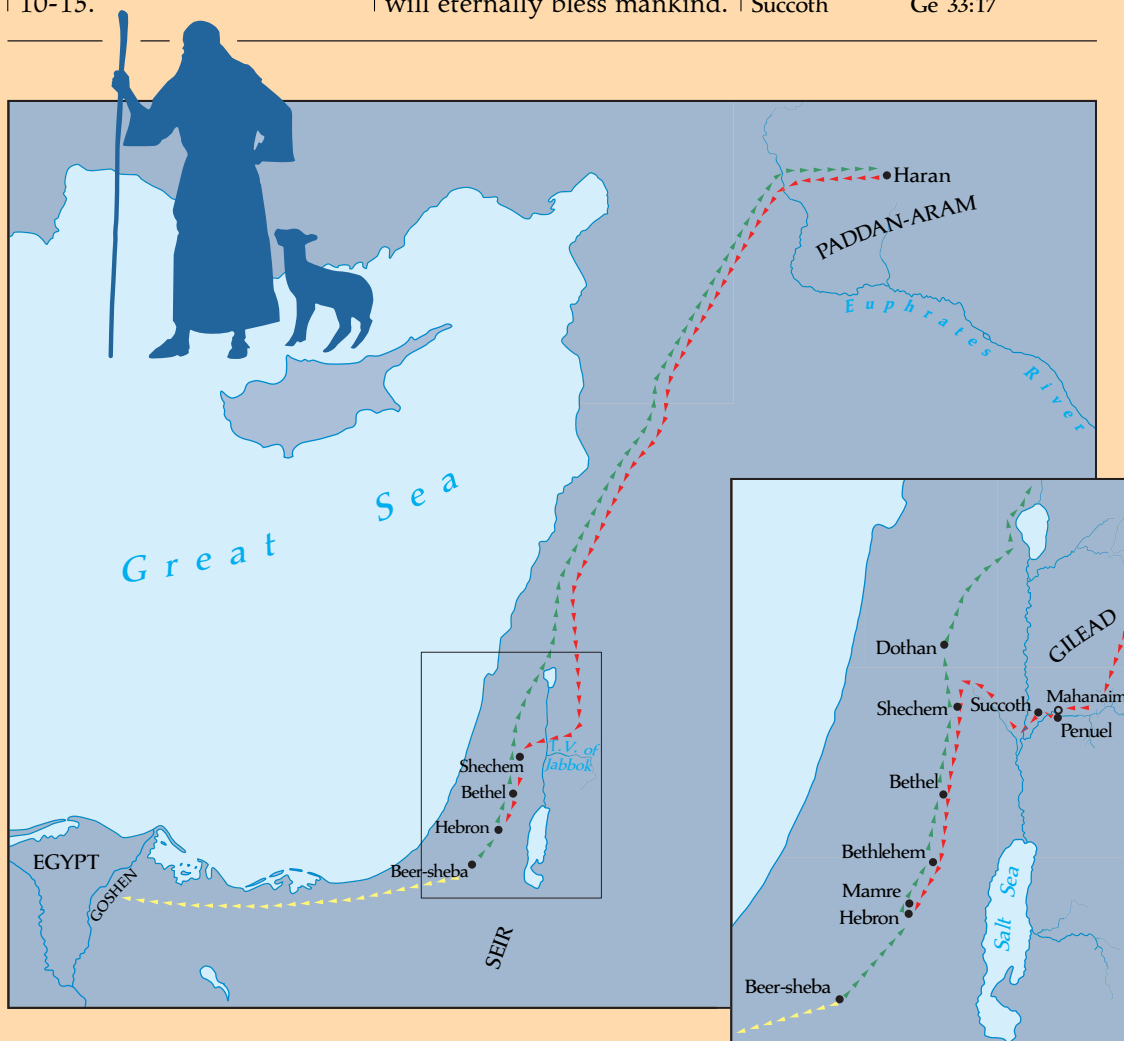 10-15.
will eternally bless mankind.
Succoth Ge 33:17
Haran
PADDAN-ARAM
Euphrates River
Great Sea
T.V. of
Jabbok
Shechem
Bethel
Hebron
Beer-sheba
EGYPT
GOSHEN
SEIR
Dothan
GILEAD
Shechem
Succoth
Mahanaim
Penuel
Bethel
Bethlehem
Mamre
Hebron
Salt Sea
Beer-sheba